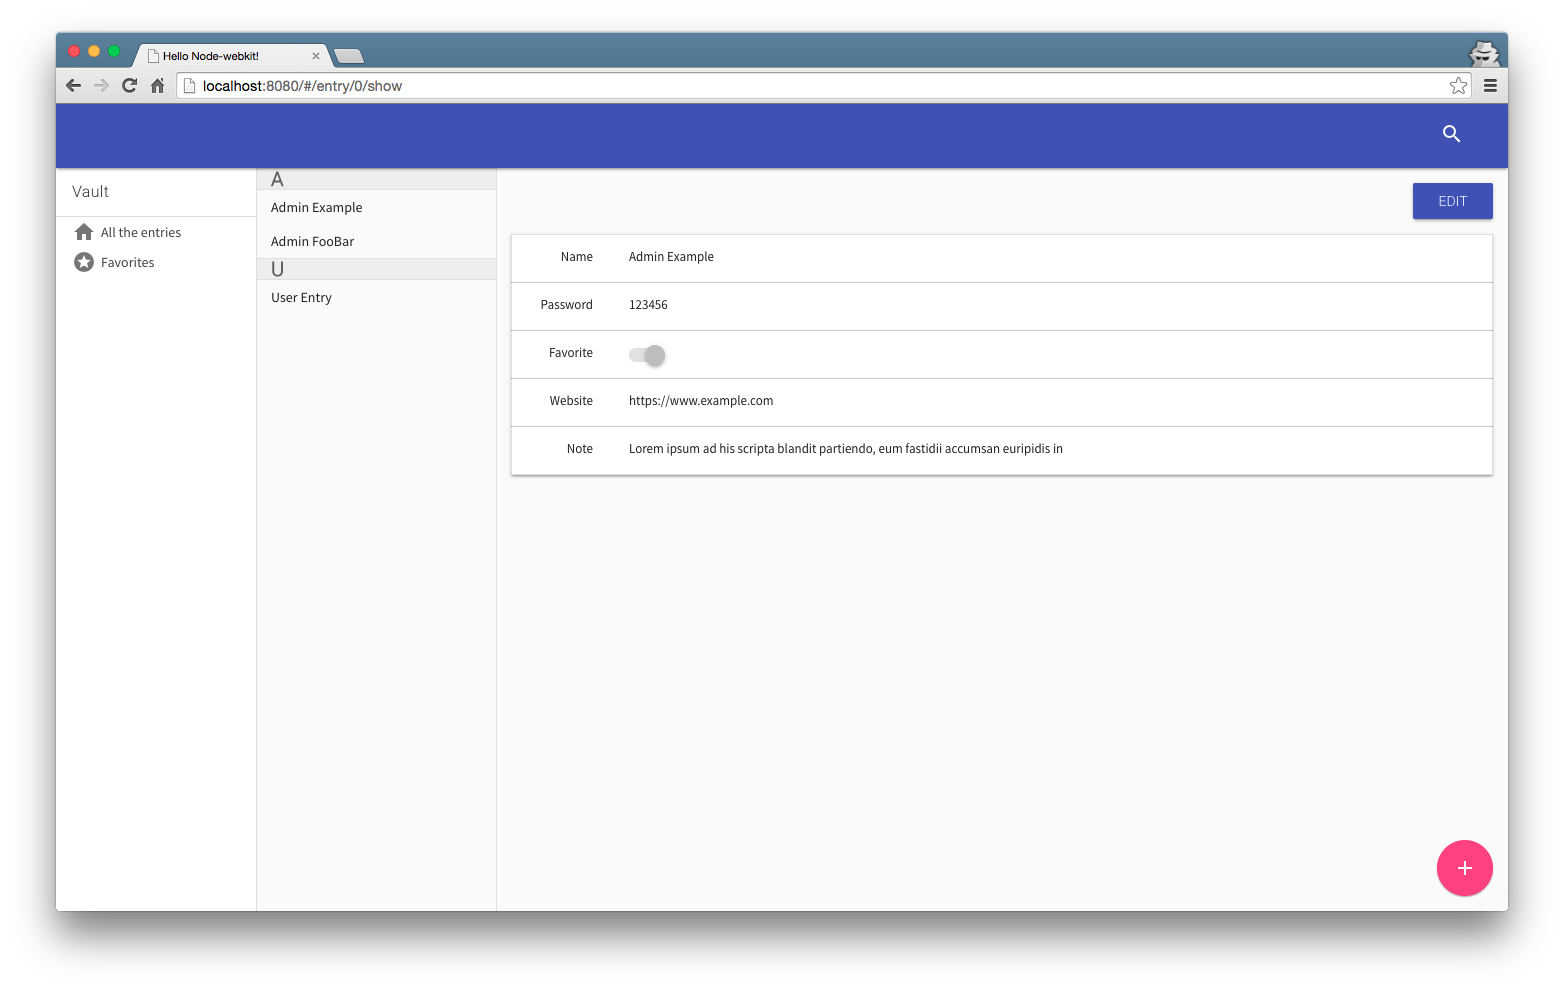 Hello Node-webkit!
localhost:8080/#/entry/0/show
Vault
All the entries
Favorites
A
Admin Example
Admin FooBar
U
User Entry
EDIT
Name Admin Example
Password 123456
Favorite
Website https://www.example.com
Note Lorem ipsum ad his scripta blandit partiendo, eum fastidii accumsan euripidis in